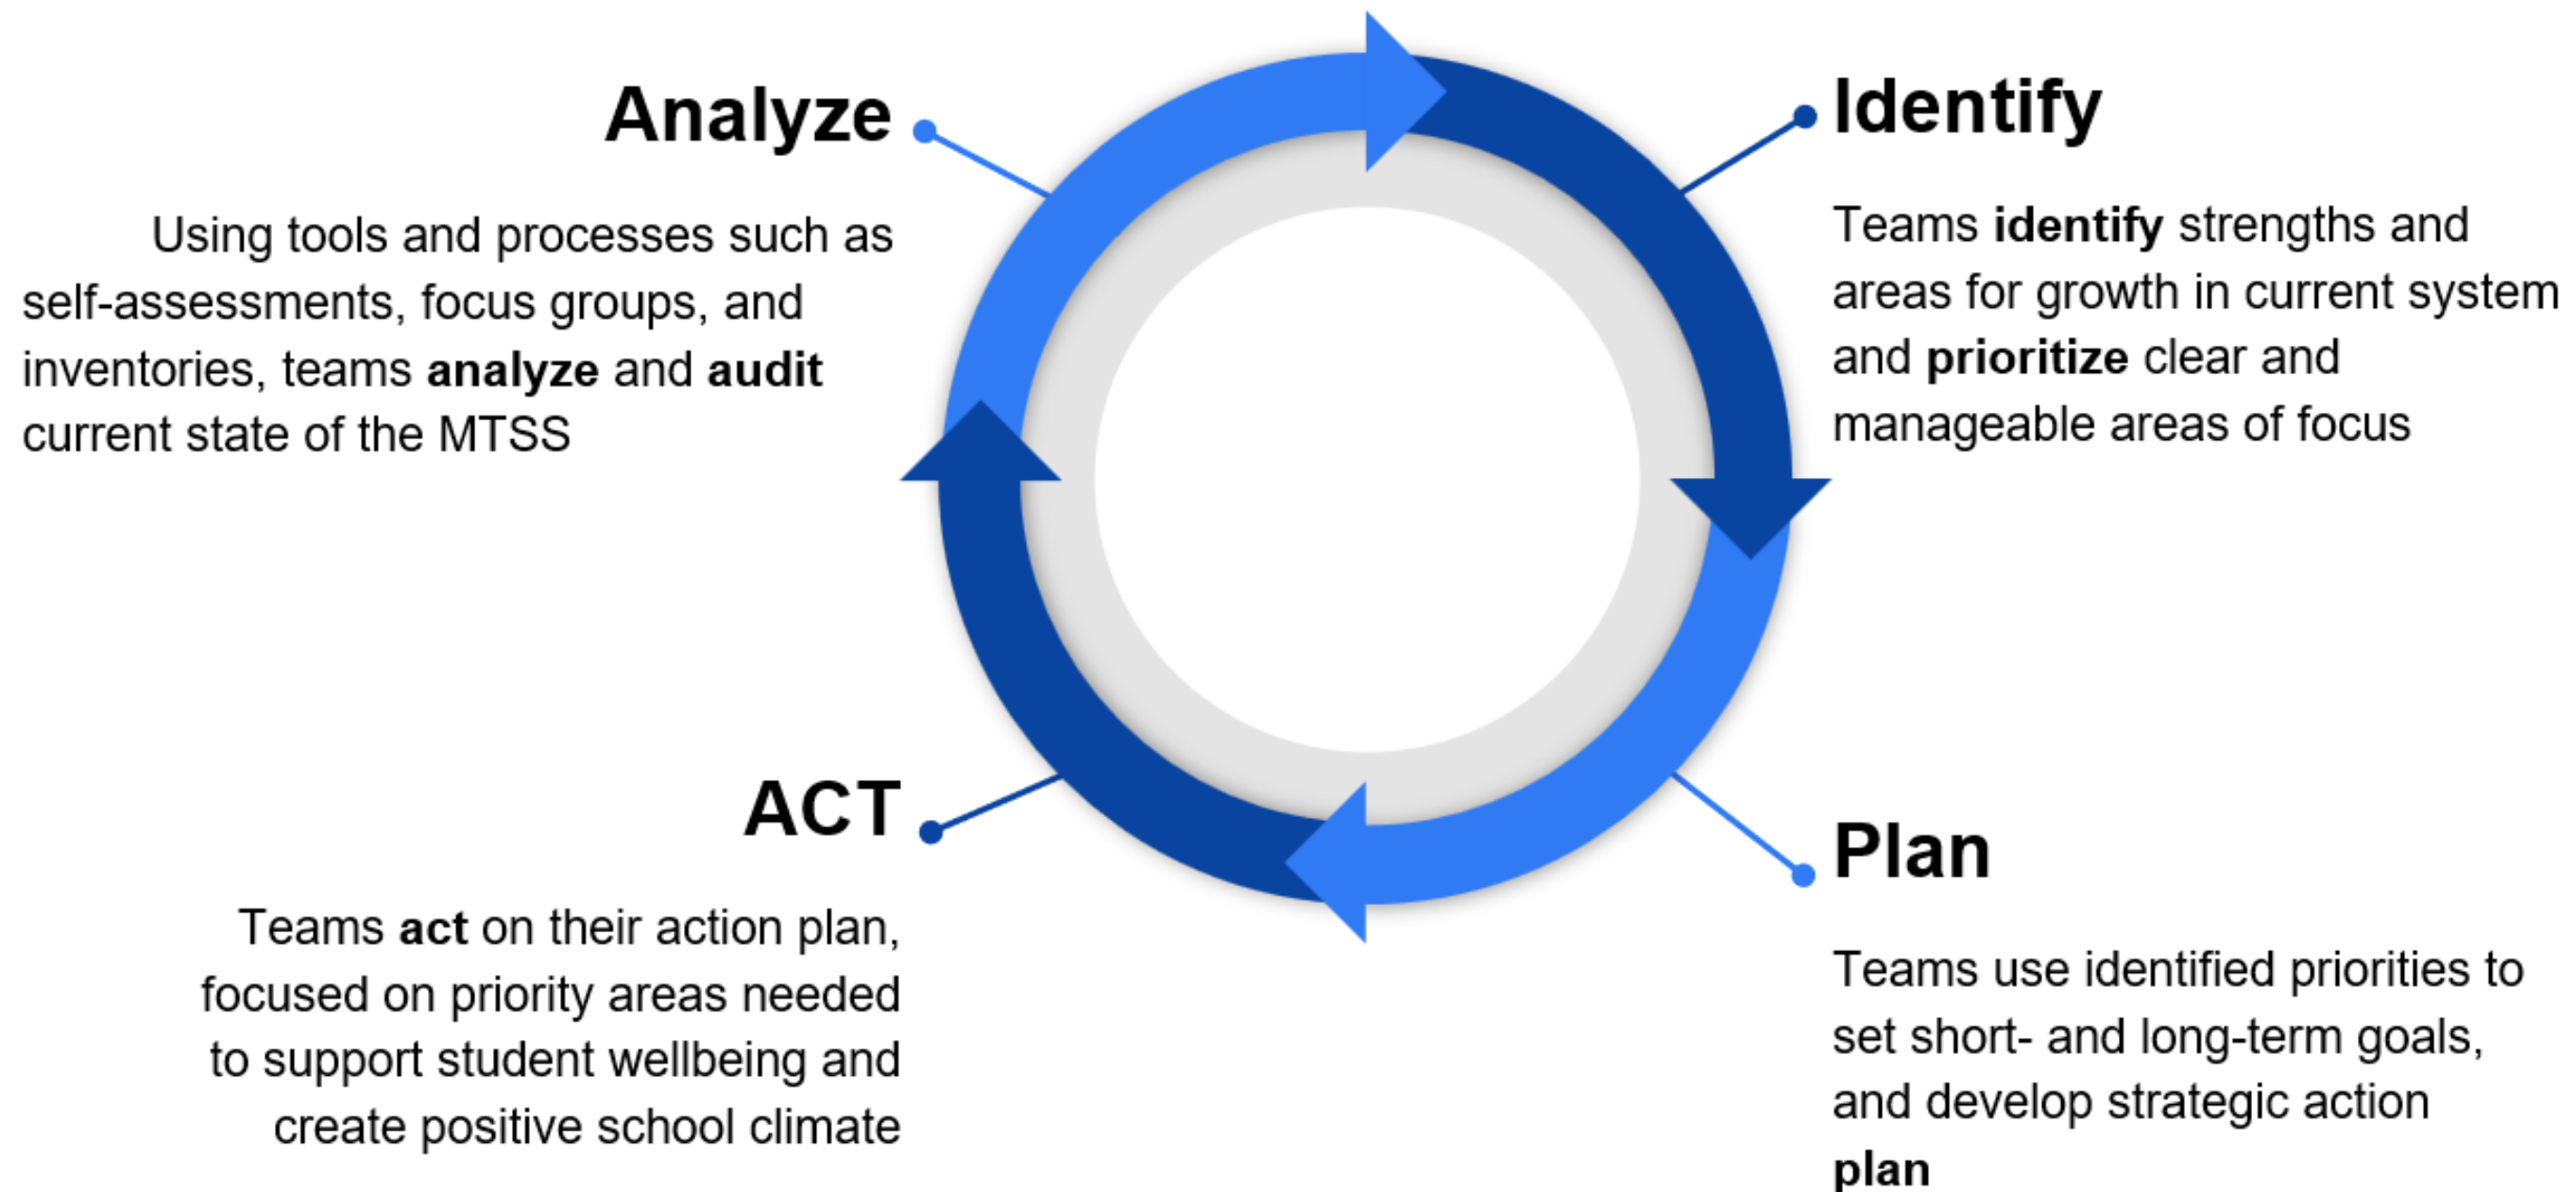 Analyze
Using tools and processes such as
self-assessments, focus groups, and
inventories, teams analyze and audit
current state of the MTSS
Identify
Teams identify strengths and
areas for growth in current system
and prioritize clear and
manageable areas of focus
ACT
Teams act on their action plan,
focused on priority areas needed
to support student wellbeing and
create positive school climate
Plan
Teams use identified priorities to
set short- and long-term goals,
and develop strategic action
plan